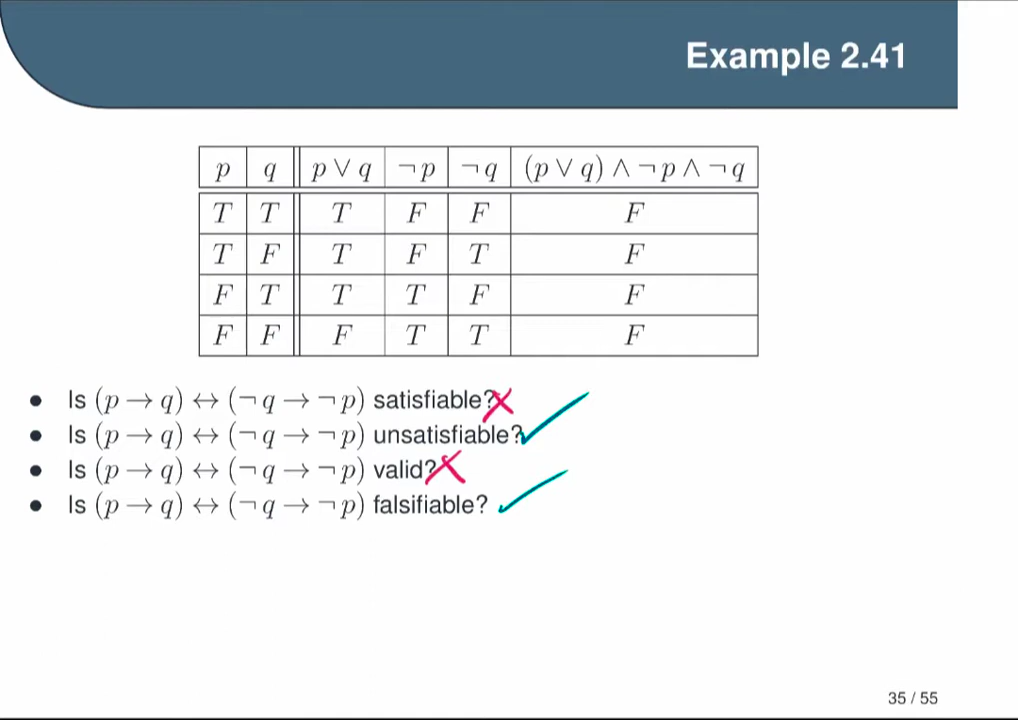 Example 2.41
p q p ∨ q ¬p ¬q (p ∨ q) ∧ ¬p ∧ ¬q
T T T F F F
T F T F T F
F T T T F F
F F F T T F
● Is (p → q) ↔ (¬q → ¬p) satisfiable? ✗
● Is (p → q) ↔ (¬q → ¬p) unsatisfiable? ✓
● Is (p → q) ↔ (¬q → ¬p) valid? ✗
● Is (p → q) ↔ (¬q → ¬p) falsifiable? ✓
35 / 55